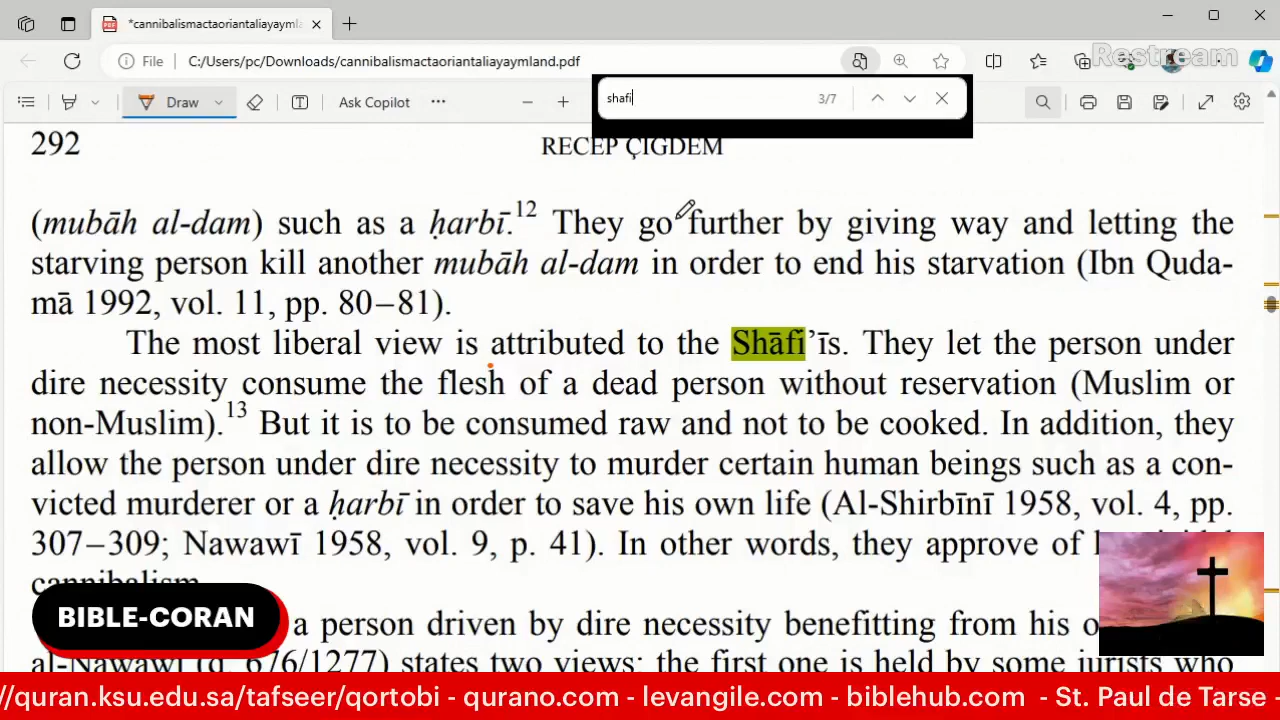 *cannibalismactaoriantaliayaymla
Restream
File C:/Users/pc/Downloads/cannibalismactaoriantaliayaymland.pdf
shafi 3/7
Draw Ask Copilot
292 RECEP ÇIGDEM
(mubāh al-dam) such as a ḥarbī.12 They go further by giving way and letting the
starving person kill another mubāh al-dam in order to end his starvation (Ibn Quda-
mā 1992, vol. 11, pp. 80–81).
The most liberal view is attributed to the Shāfi’īs. They let the person under
dire necessity consume the flesh of a dead person without reservation (Muslim or
non-Muslim).13 But it is to be consumed raw and not to be cooked. In addition, they
allow the person under dire necessity to murder certain human beings such as a con-
victed murderer or a ḥarbī in order to save his own life (Al-Shirbīnī 1958, vol. 4, pp.
307–309; Nawawī 1958, vol. 9, p. 41). In other words, they approve of
cannibalism.
BIBLE-CORAN
a person driven by dire necessity benefitting from his
al-Nawawī (d. 676/1277) states two views: the first one is held by some jurists who
//quran.ksu.edu.sa/tafseer/qortobi - qurano.com - levangile.com - biblehub.com - St. Paul de Tarse -